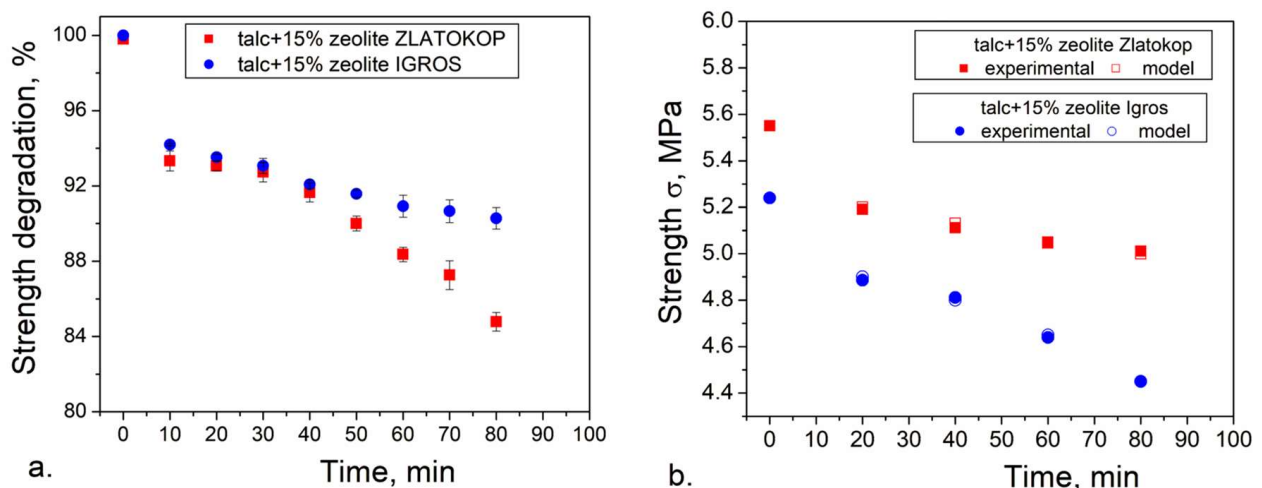 Strength degradation, %
100
96
92
88
84
80
talc+15% zeolite ZLATOKOP
talc+15% zeolite IGROS
0 10 20 30 40 50 60 70 80 90 100
Time, min
a.
Strength σ, MPa
6.0
5.8
5.6
5.4
5.2
5.0
4.8
4.6
4.4
talc+15% zeolite Zlatokop
experimental model
talc+15% zeolite Igros
experimental model
0 10 20 30 40 50 60 70 80 90 100
Time, min
b.